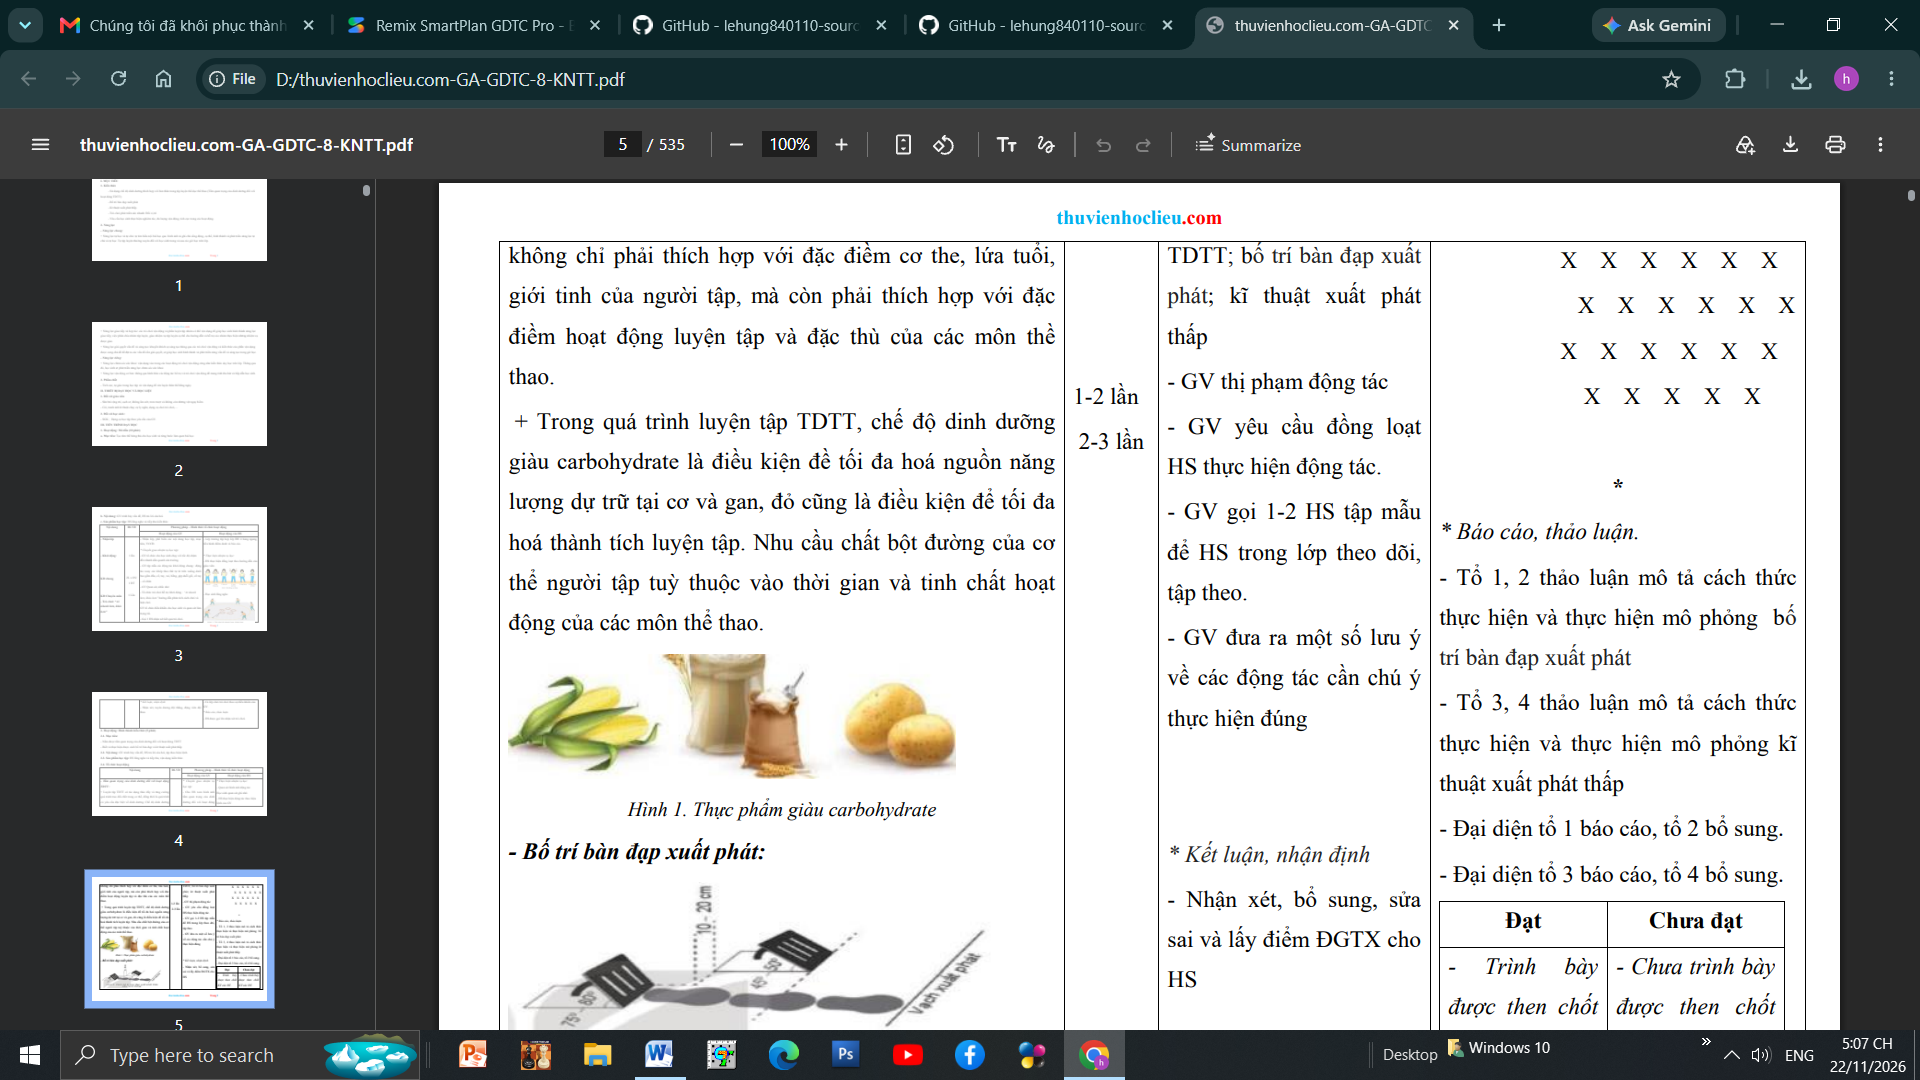 Chúng tôi đã khôi phục thành
Remix SmartPlan GDTC Pro - E
GitHub - lehung840110-sourc
GitHub - lehung840110-sourc
thuvienhoclieu.com-GA-GDTC
Ask Gemini
File
D:/thuvienhoclieu.com-GA-GDTC-8-KNTT.pdf
h
thuvienhoclieu.com-GA-GDTC-8-KNTT.pdf
5 / 535
100%
Summarize
1
2
3
4
5
thuvienhoclieu.com
không chỉ phải thích hợp với đặc điểm cơ the, lứa tuổi,
giới tinh của người tập, mà còn phải thích hợp với đặc
điềm hoạt động luyện tập và đặc thù của các môn thề
thao.
+ Trong quá trình luyện tập TDTT, chế độ dinh dưỡng
giàu carbohydrate là điều kiện đề tối đa hoá nguồn năng
lượng dự trữ tại cơ và gan, đỏ cũng là điều kiện để tối đa
hoá thành tích luyện tập. Nhu cầu chất bột đường của cơ
thể người tập tuỳ thuộc vào thời gian và tinh chất hoạt
động của các môn thể thao.
Hình 1. Thực phẩm giàu carbohydrate
- Bố trí bàn đạp xuất phát:
10 – 20 cm
45⁰–50⁰
75⁰ – 80⁰
Vạch xuất phát
1-2 lần
2-3 lần
TDTT; bố trí bàn đạp xuất
phát; kĩ thuật xuất phát
thấp
- GV thị phạm động tác
- GV yêu cầu đồng loạt
HS thực hiện động tác.
- GV gọi 1-2 HS tập mẫu
để HS trong lớp theo dõi,
tập theo.
- GV đưa ra một số lưu ý
về các động tác cần chú ý
thực hiện đúng
* Kết luận, nhận định
- Nhận xét, bổ sung, sửa
sai và lấy điểm ĐGTX cho
HS
X X X X X X
X X X X X X
X X X X X X
X X X X X
*
* Báo cáo, thảo luận.
- Tổ 1, 2 thảo luận mô tả cách thức
thực hiện và thực hiện mô phỏng bố
trí bàn đạp xuất phát
- Tổ 3, 4 thảo luận mô tả cách thức
thực hiện và thực hiện mô phỏng kĩ
thuật xuất phát thấp
- Đại diện tổ 1 báo cáo, tổ 2 bổ sung.
- Đại diện tổ 3 báo cáo, tổ 4 bổ sung.
Đạt
Chưa đạt
- Trình bày
được then chốt
- Chưa trình bày
được then chốt
Type here to search
Desktop
Windows 10
ENG
5:07 CH
22/11/2026